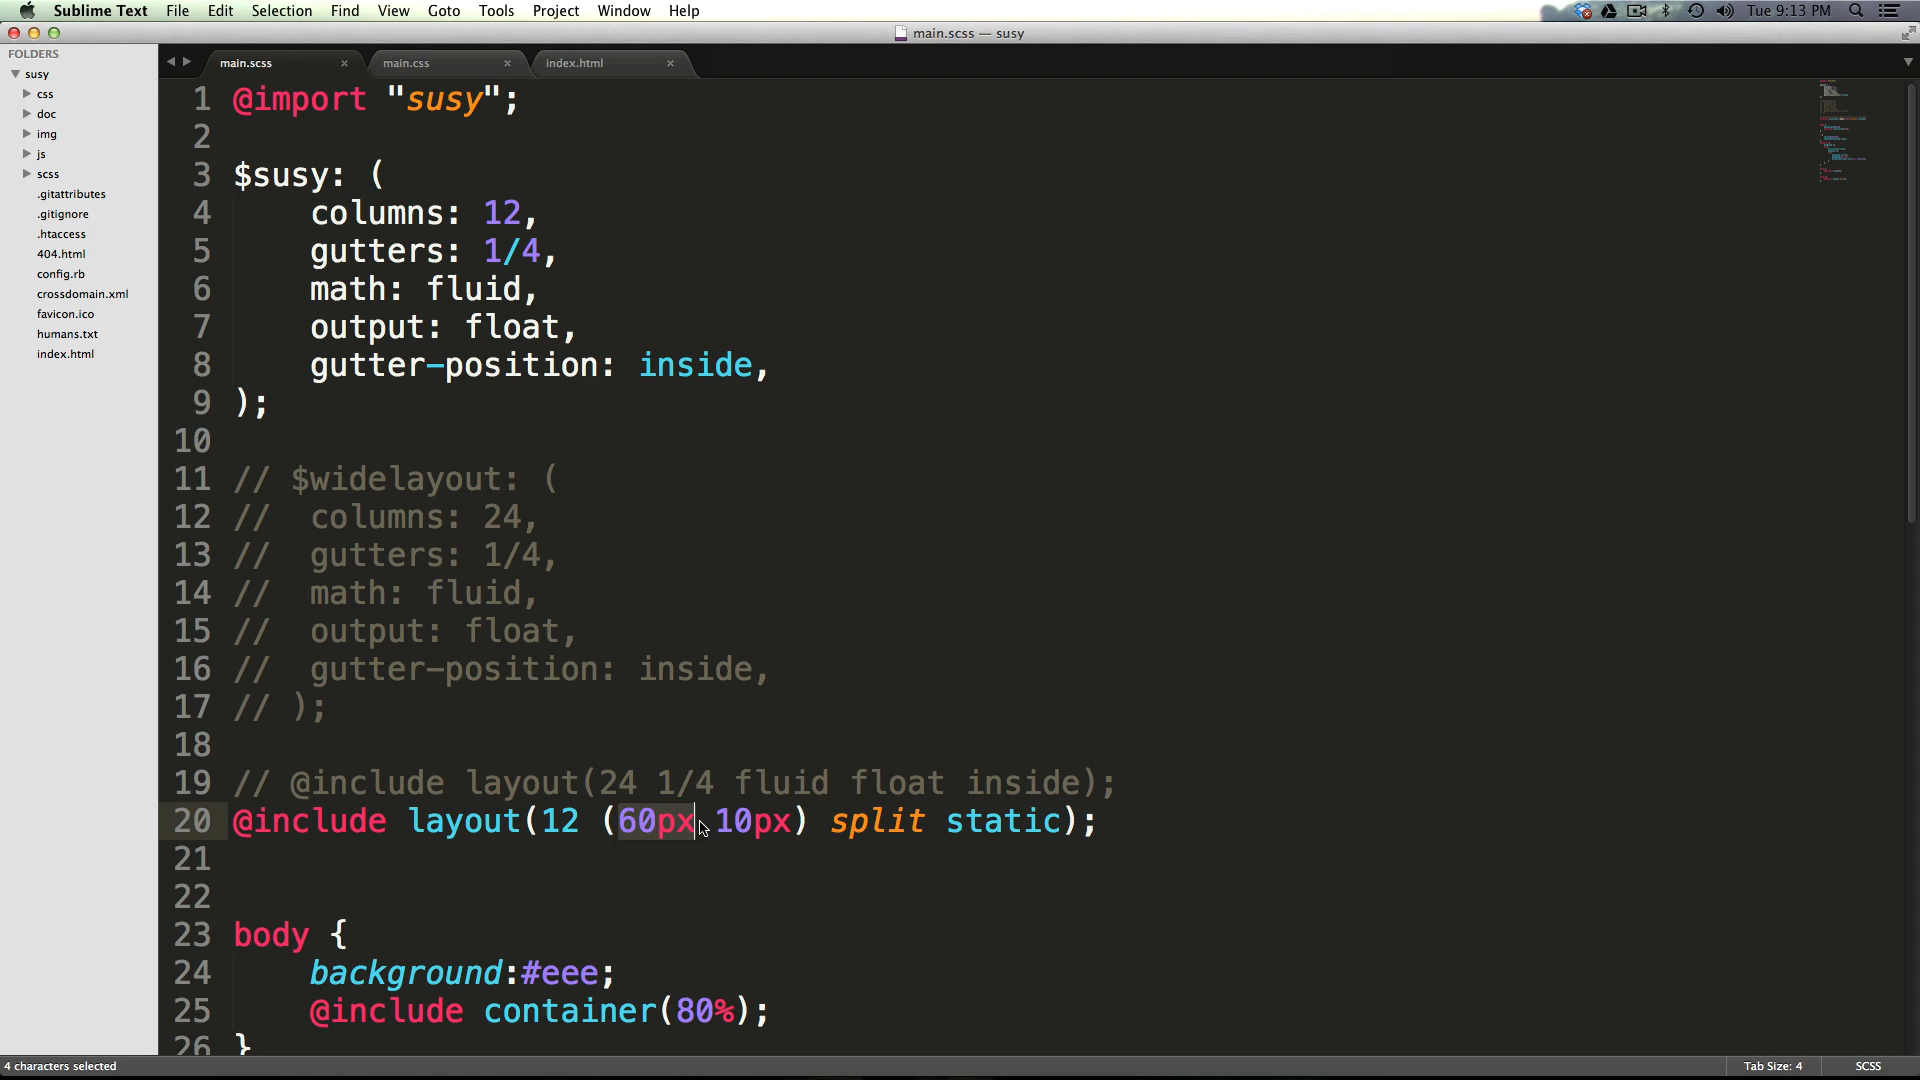 Sublime Text File Edit Selection Find View Goto Tools Project Window Help Tue 9:13 PM
main.scss — susy
FOLDERS
susy
css
doc
img
js
scss
.gitattributes
.gitignore
.htaccess
404.html
config.rb
crossdomain.xml
favicon.ico
humans.txt
index.html
main.scss main.css index.html
1 @import "susy";
2
3 $susy: (
4 columns: 12,
5 gutters: 1/4,
6 math: fluid,
7 output: float,
8 gutter-position: inside,
9 );
10
11 // $widelayout: (
12 // columns: 24,
13 // gutters: 1/4,
14 // math: fluid,
15 // output: float,
16 // gutter-position: inside,
17 // );
18
19 // @include layout(24 1/4 fluid float inside);
20 @include layout(12 (60px 10px) split static);
21
22
23 body {
24 background:#eee;
25 @include container(80%);
26 }
4 characters selected Tab Size: 4 SCSS